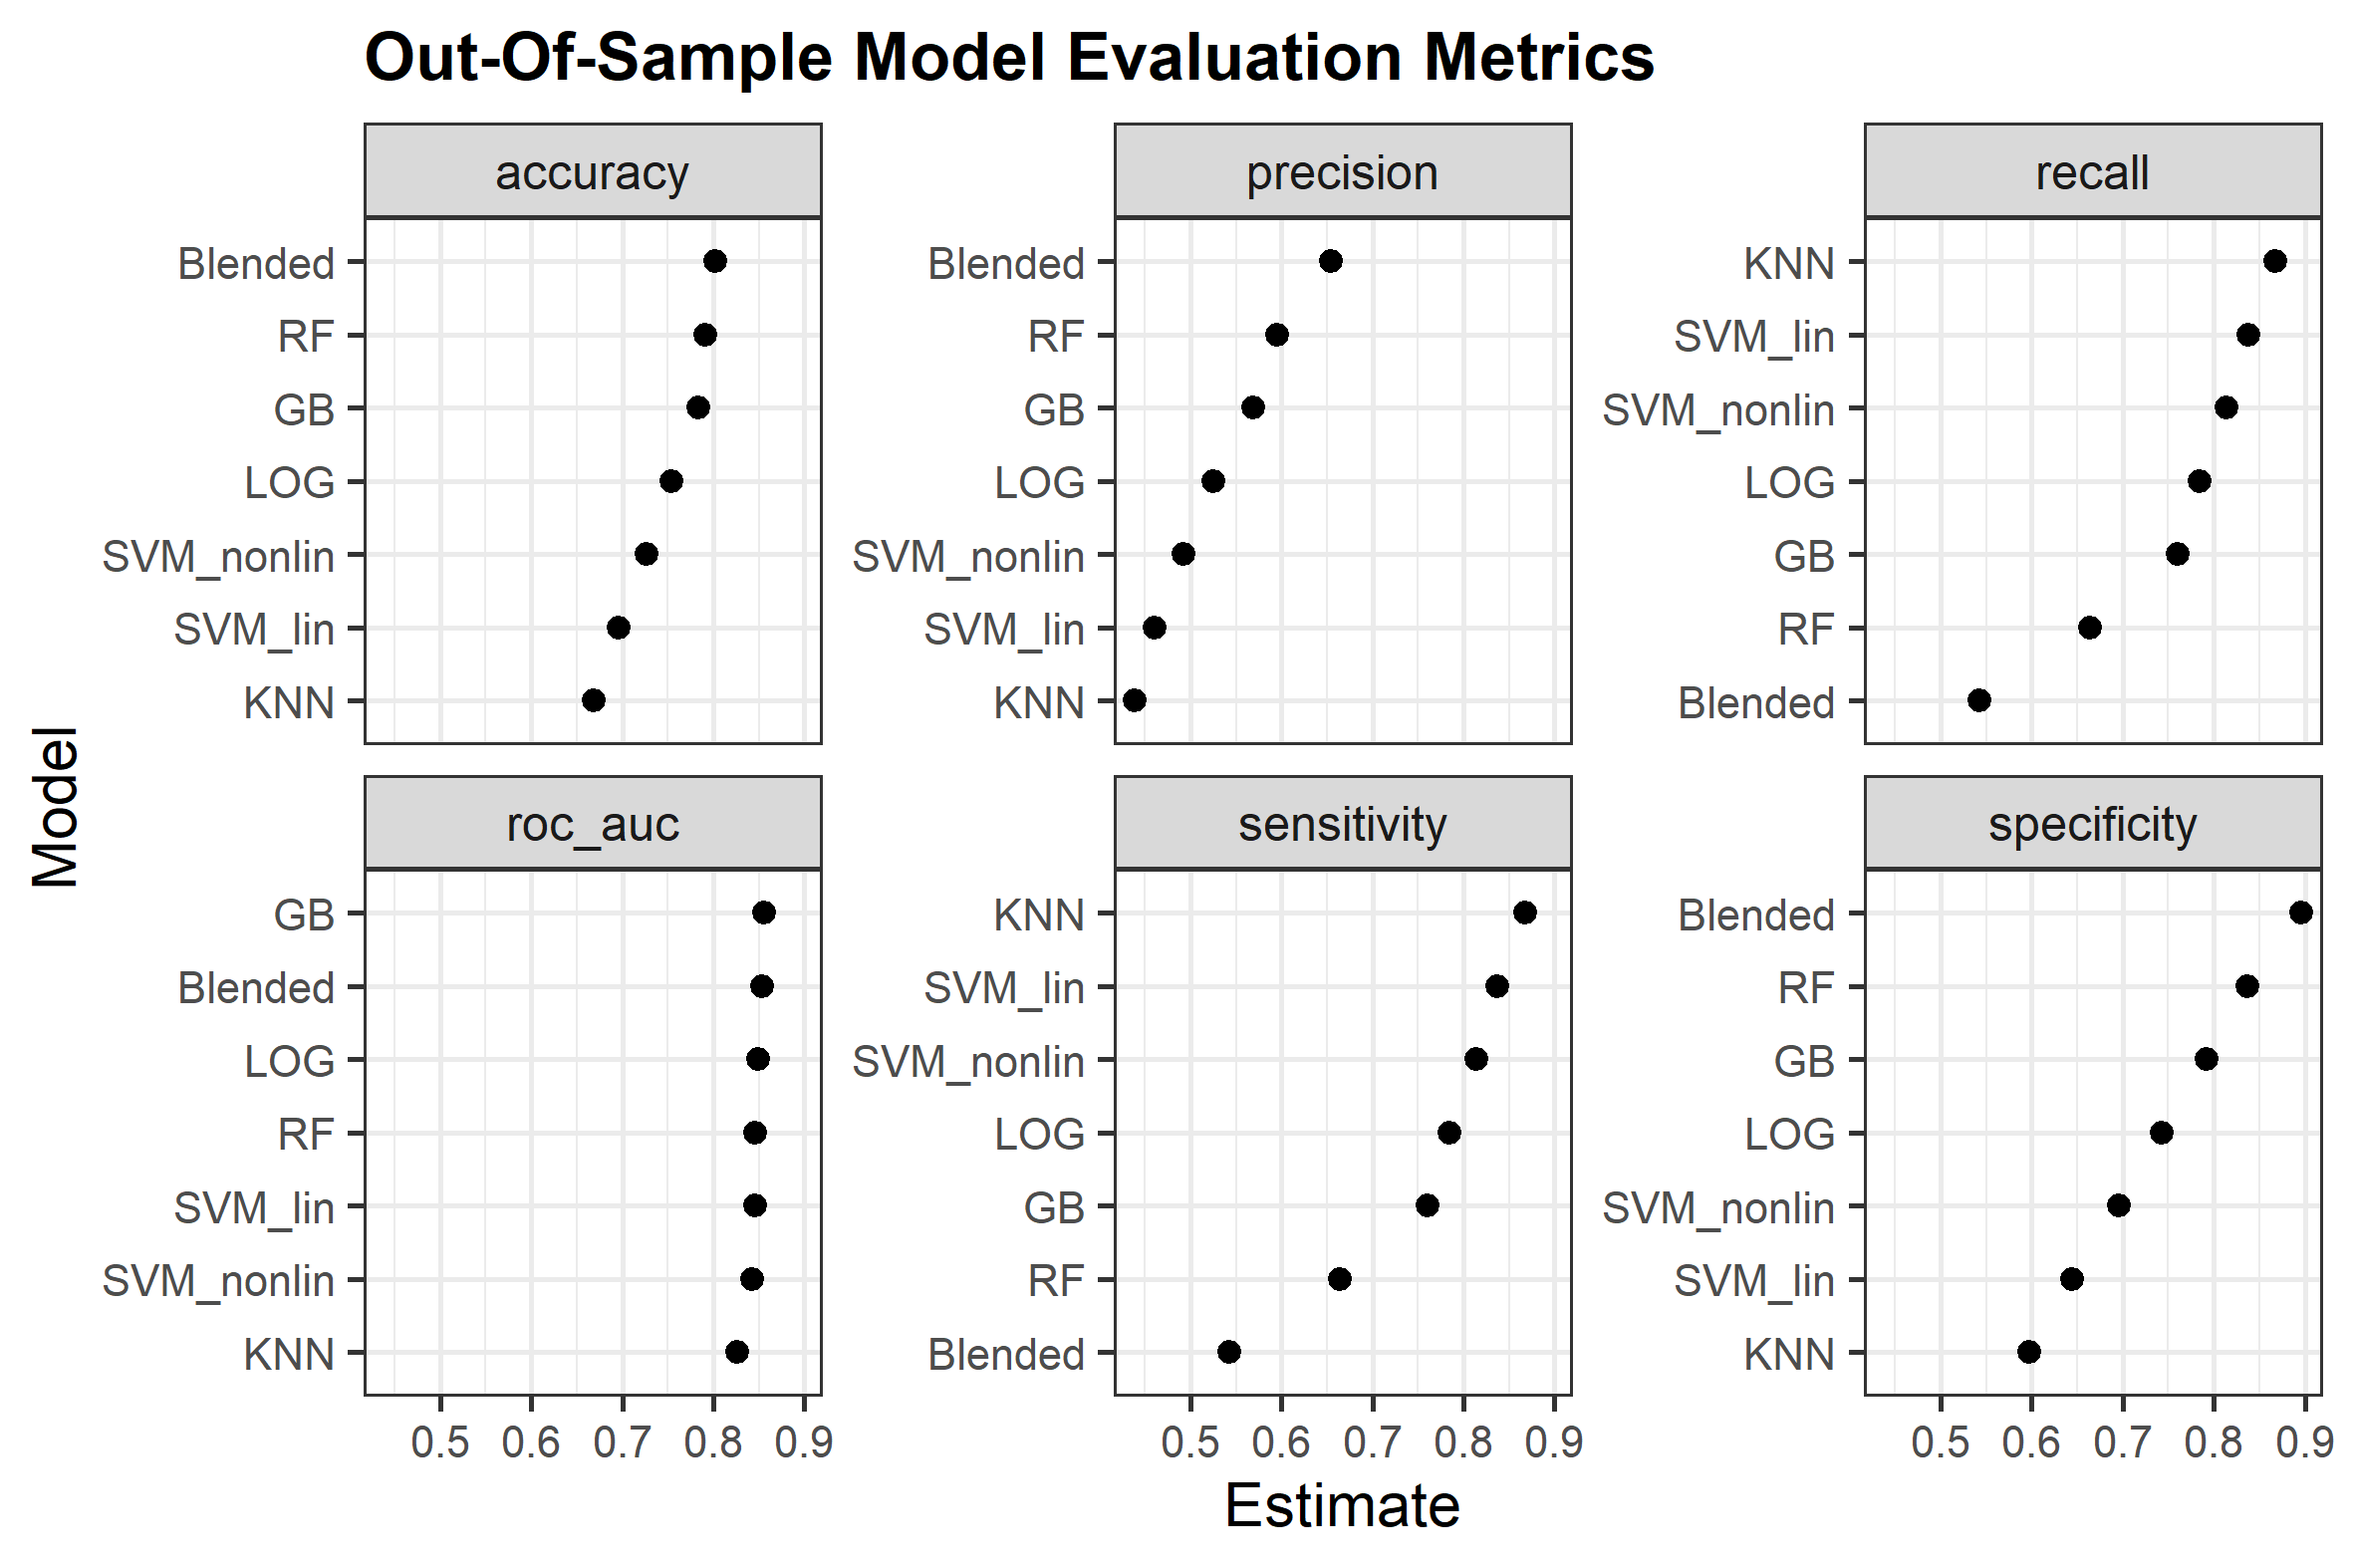 Out-Of-Sample Model Evaluation Metrics
accuracy
Blended
RF
GB
LOG
SVM_nonlin
SVM_lin
KNN
precision
Blended
RF
GB
LOG
SVM_nonlin
SVM_lin
KNN
recall
KNN
SVM_lin
SVM_nonlin
LOG
GB
RF
Blended
Model
roc_auc
GB
Blended
LOG
RF
SVM_lin
SVM_nonlin
KNN
0.5 0.6 0.7 0.8 0.9
sensitivity
KNN
SVM_lin
SVM_nonlin
LOG
GB
RF
Blended
0.5 0.6 0.7 0.8 0.9
specificity
Blended
RF
GB
LOG
SVM_nonlin
SVM_lin
KNN
0.5 0.6 0.7 0.8 0.9
Estimate